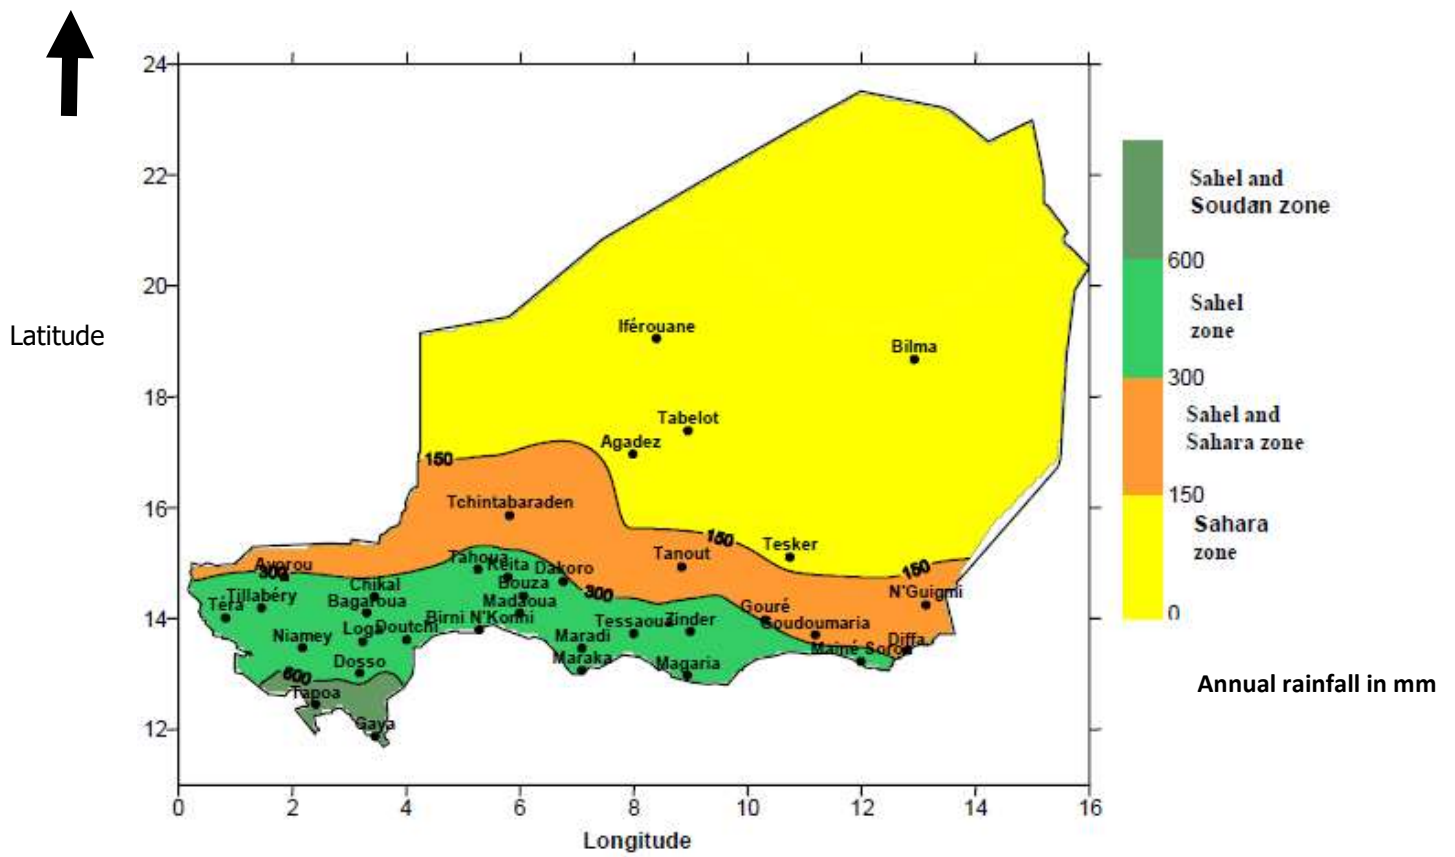 24
22
20
18
16
14
12
Latitude
0 2 4 6 8 10 12 14 16
Longitude
Iférouane
Bilma
Tabelot
Agadez
150
Tchintabaraden
150
Tesker
Tanout
150
Tahoua
Keita
Dakoro
Ayorou
300
Chikal
Bouza
300
N'Guigmi
Tillabéry
Téra
Bagaroua
Madaoua
Gouré
Goudoumaria
Birni N'Konni
Tessaoua
Zinder
Niamey
Loga
Doutchi
Maradi
Diffa
Maïné Soro
Dosso
Maraka
Magaria
600
Tapoa
Gaya
Sahel and
Soudan zone
600
Sahel
zone
300
Sahel and
Sahara zone
150
Sahara
zone
0
Annual rainfall in mm